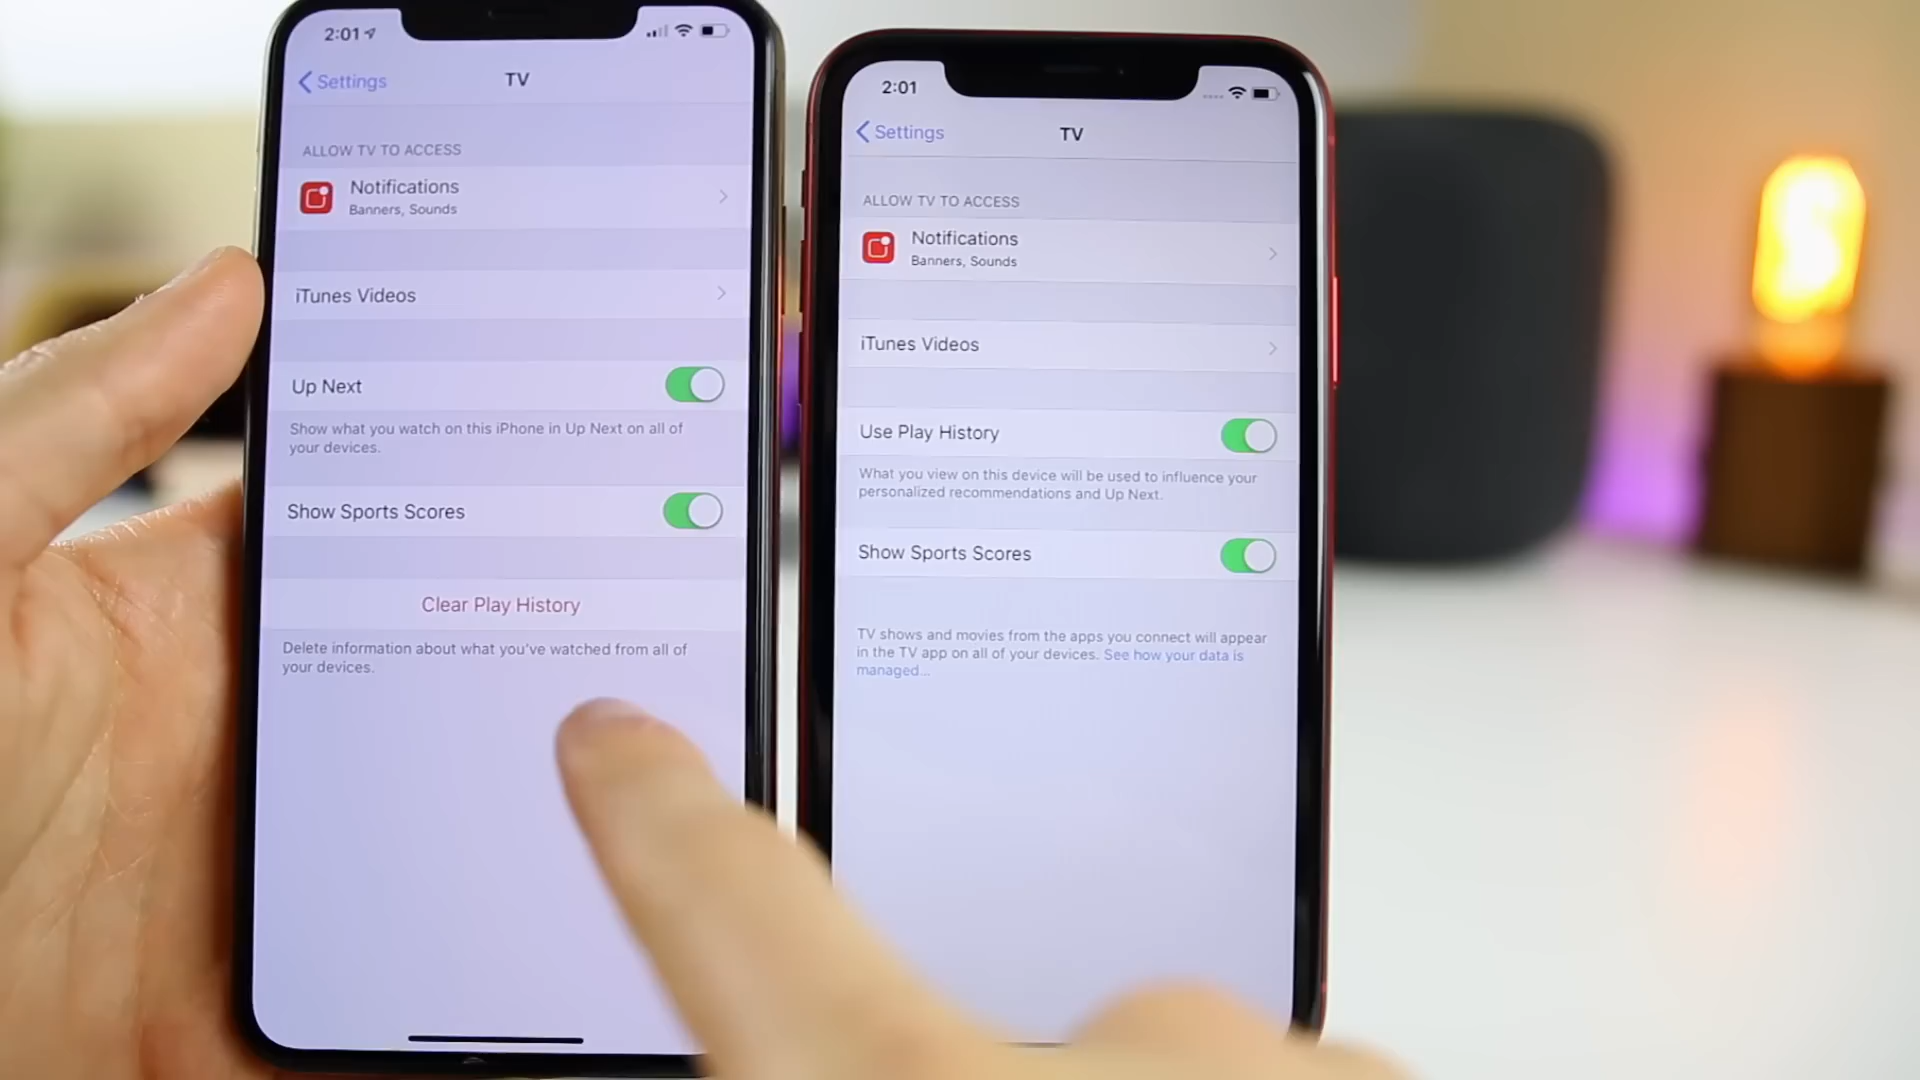 2:01
Settings
TV
ALLOW TV TO ACCESS
Notifications
Banners, Sounds
iTunes Videos
Up Next
Show what you watch on this iPhone in Up Next on all of
your devices.
Show Sports Scores
Clear Play History
Delete information about what you've watched from all of
your devices.
2:01
Settings
TV
ALLOW TV TO ACCESS
Notifications
Banners, Sounds
iTunes Videos
Use Play History
What you view on this device will be used to influence your
personalized recommendations and Up Next.
Show Sports Scores
TV shows and movies from the apps you connect will appear
in the TV app on all of your devices. See how your data is
managed...